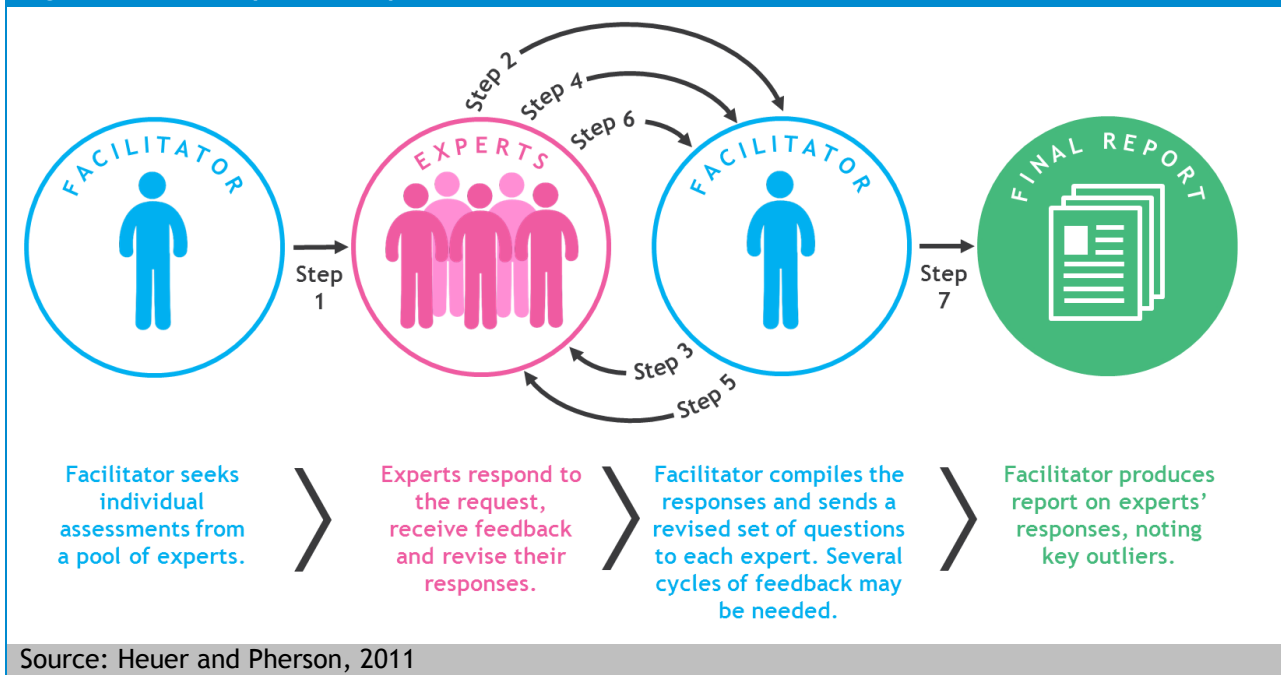 Step 2
Step 4
Step 6
FACILITATOR
EXPERTS
FACILITATOR
FINAL REPORT
Step
1
Step
7
Step 3
Step 5
Facilitator seeks
individual
assessments from
a pool of experts.
Experts respond to
the request,
receive feedback
and revise their
responses.
Facilitator compiles the
responses and sends a
revised set of questions
to each expert. Several
cycles of feedback may
be needed.
Facilitator produces
report on experts’
responses, noting
key outliers.
Source: Heuer and Pherson, 2011